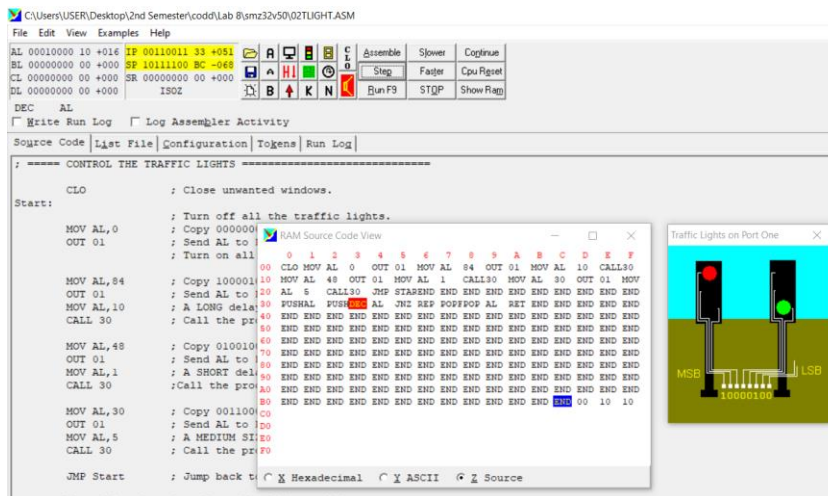 C:\Users\USER\Desktop\2nd Semester\codd\Lab 8\smz32v50\02TLIGHT.ASM
File Edit View Examples Help
AL 00010000 10 +016 IP 00110011 33 +051
BL 00000000 00 +000 SP 10111100 BC -068
CL 00000000 00 +000 SR 00000000 00 +000
DL 00000000 00 +000 ISOZ
CLO
Assemble Slower Continue
Step Faster Cpu Reset
Run F9 STOP Show Ram
DEC AL
Write Run Log Log Assembler Activity
Source Code List File Configuration Tokens Run Log
; ===== CONTROL THE TRAFFIC LIGHTS =============================
CLO ; Close unwanted windows.
Start:
; Turn off all the traffic lights.
MOV AL,0 ; Copy 0000000
OUT 01 ; Send AL to
; Turn on all
MOV AL,84 ; Copy 10000
OUT 01 ; Send AL to
MOV AL,10 ; A LONG dela
CALL 30 ; Call the pro
MOV AL,48 ; Copy 010010
OUT 01 ; Send AL to
MOV AL,1 ; A SHORT del
CALL 30 ;Call the pro
MOV AL,30 ; Copy 001100
OUT 01 ; Send AL to
MOV AL,5 ; A MEDIUM SI
CALL 30 ; Call the pr
JMP Start ; Jump back t
RAM Source Code View
0 1 2 3 4 5 6 7 8 9 A B C D E F
00 CLO MOV AL 0 OUT 01 MOV AL 84 OUT 01 MOV AL 10 CALL30
10 MOV AL 48 OUT 01 MOV AL 1 CALL30 MOV AL 30 OUT 01 MOV
20 AL 5 CALL30 JMP STAREND END END END END END END END END END
30 PUSHAL PUSHDEC AL JNZ REP POPFPOP AL RET END END END END
40 END END END END END END END END END END END END END END END END
50 END END END END END END END END END END END END END END END END
60 END END END END END END END END END END END END END END END END
70 END END END END END END END END END END END END END END END END
80 END END END END END END END END END END END END END END END END
90 END END END END END END END END END END END END END END END END
A0 END END END END END END END END END END END END END END END END
B0 END END END END END END END END END END END END END 00 10 10
C0
D0
E0
F0
X Hexadecimal Y ASCII Z Source
Traffic Lights on Port One
MSB LSB
10000100